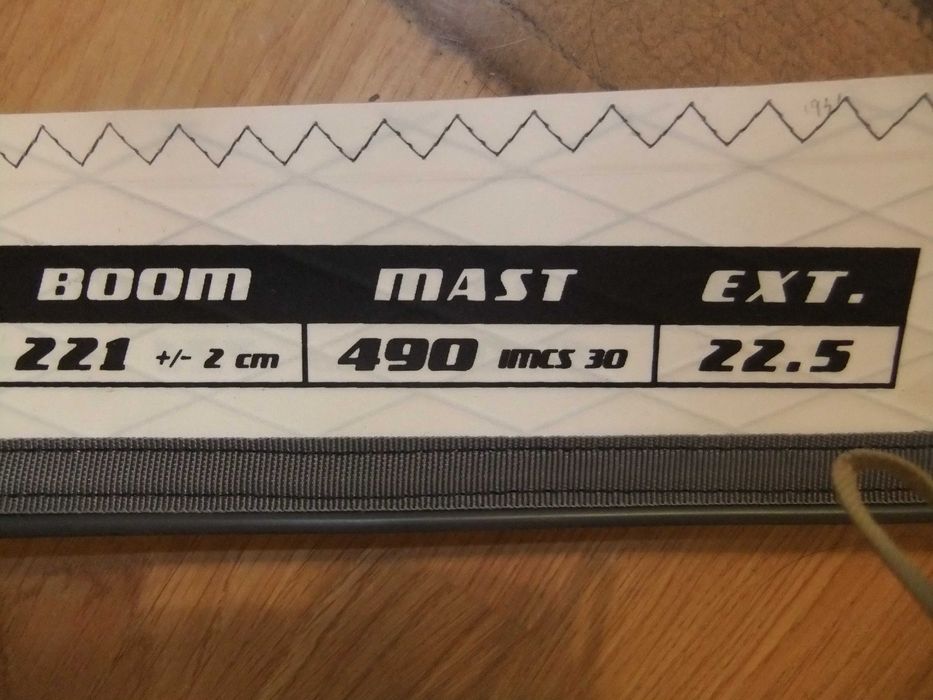 BOOM MAST EXT.
221 +/- 2 cm 490 IMCS 30 22.5